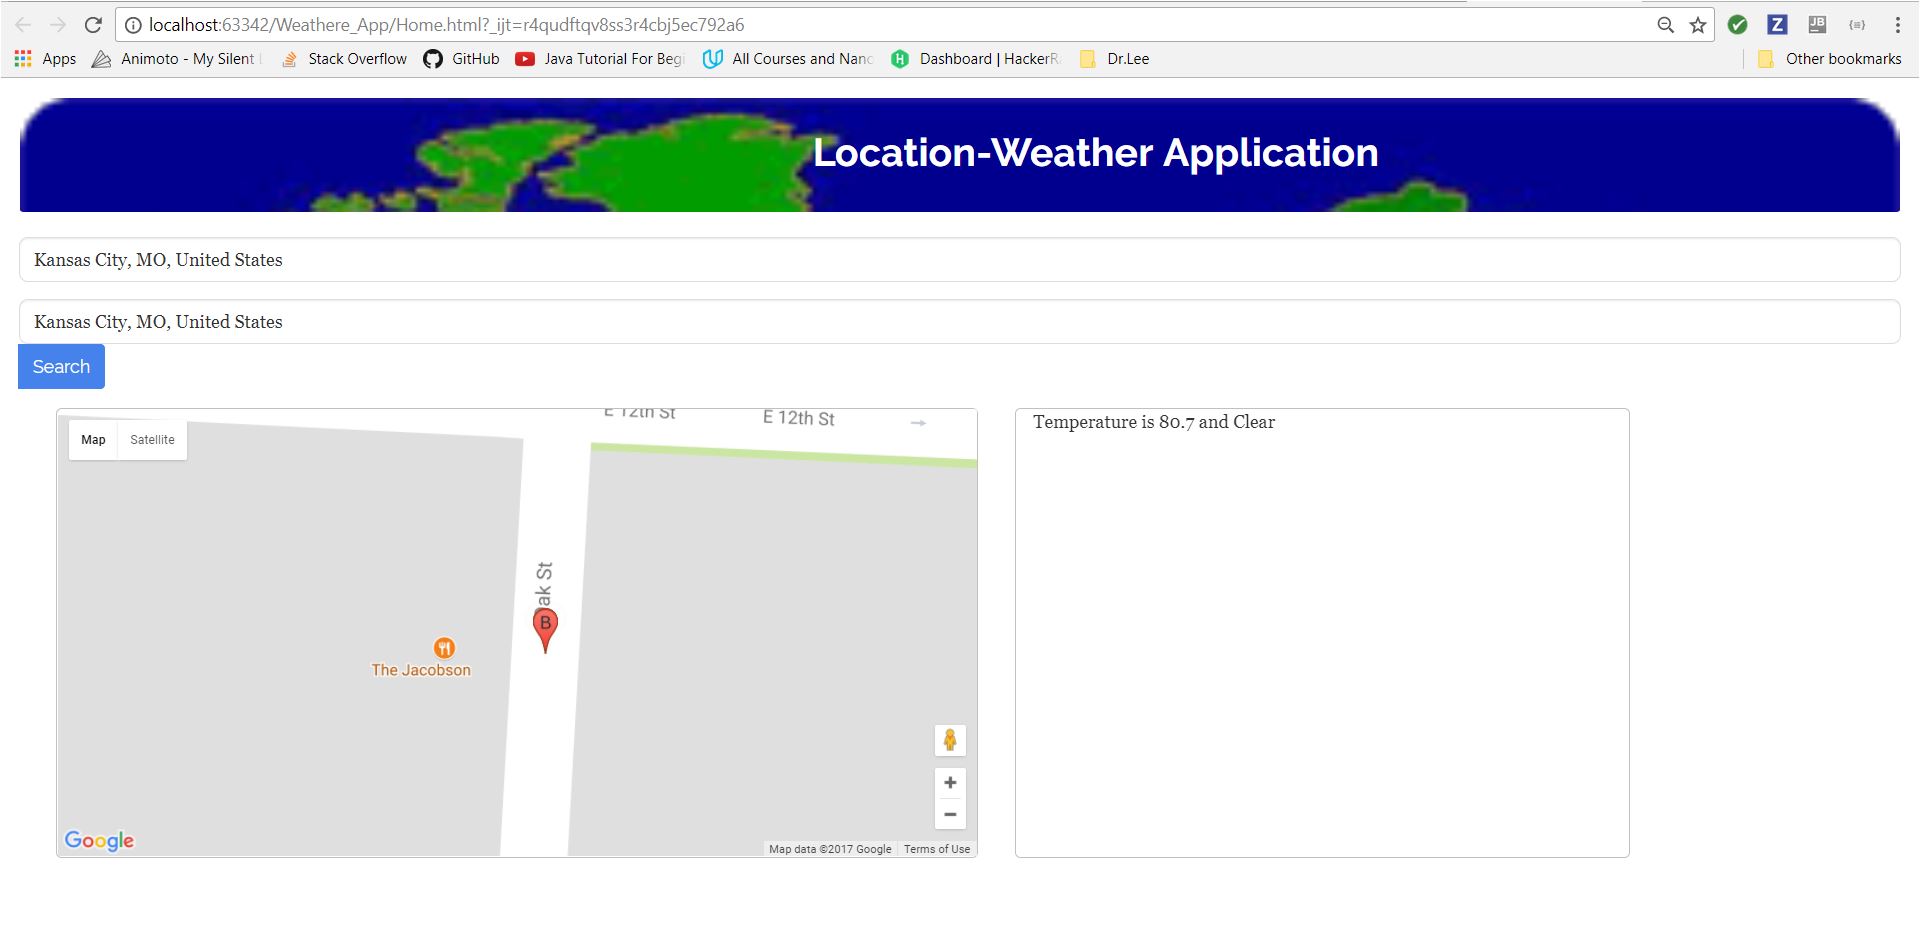 localhost:63342/Weathere_App/Home.html?_ijt=r4qudftqv8ss3r4cbj5ec792a6
Z
JB
{≡}
Apps Animoto - My Silent Stack Overflow GitHub Java Tutorial For Begi All Courses and Nanc Dashboard | HackerR Dr.Lee Other bookmarks
Location-Weather Application
Kansas City, MO, United States
Kansas City, MO, United States
Search
E 12th St E 12th St
Map Satellite
Temperature is 80.7 and Clear
ak St
B
The Jacobson
+
−
Google
Map data ©2017 Google Terms of Use